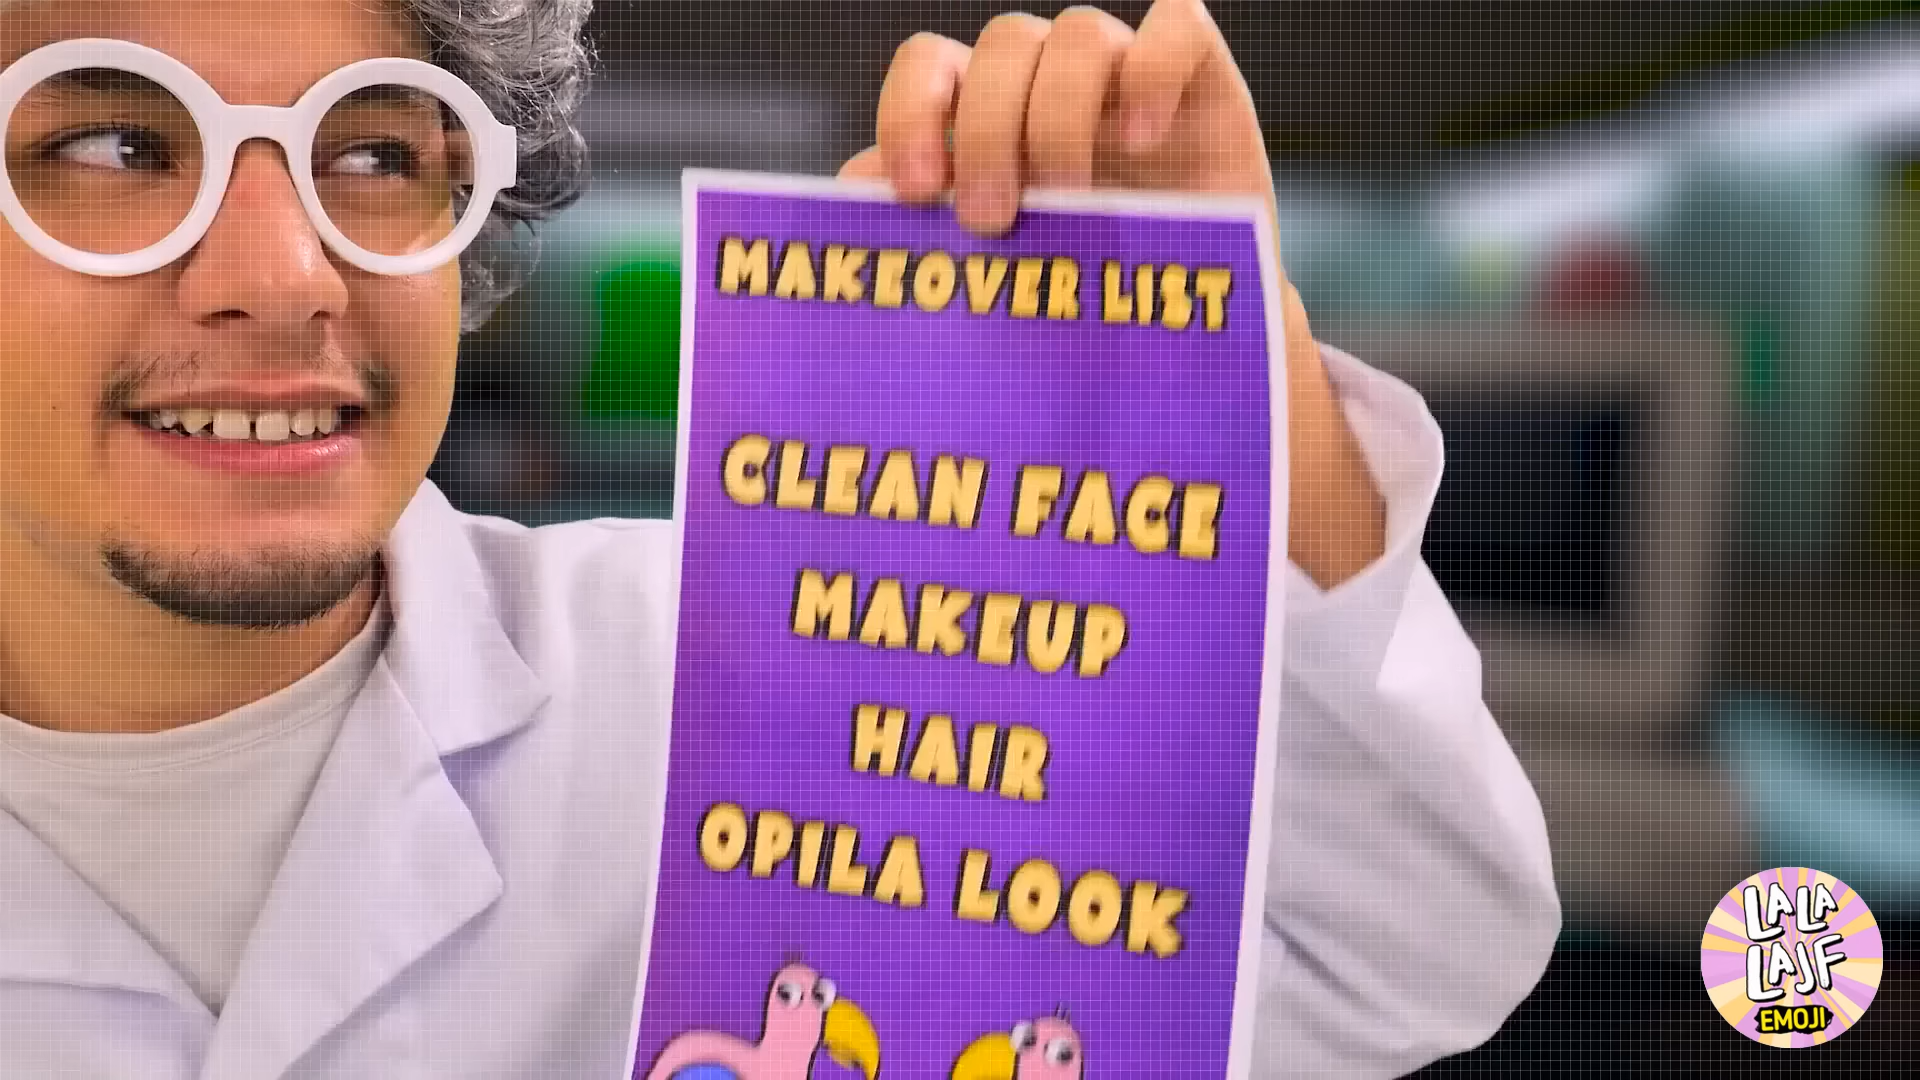 MAKEOVER LIST
CLEAN FACE
MAKEUP
HAIR
OPILA LOOK
LA LA
LAJF
EMOJI